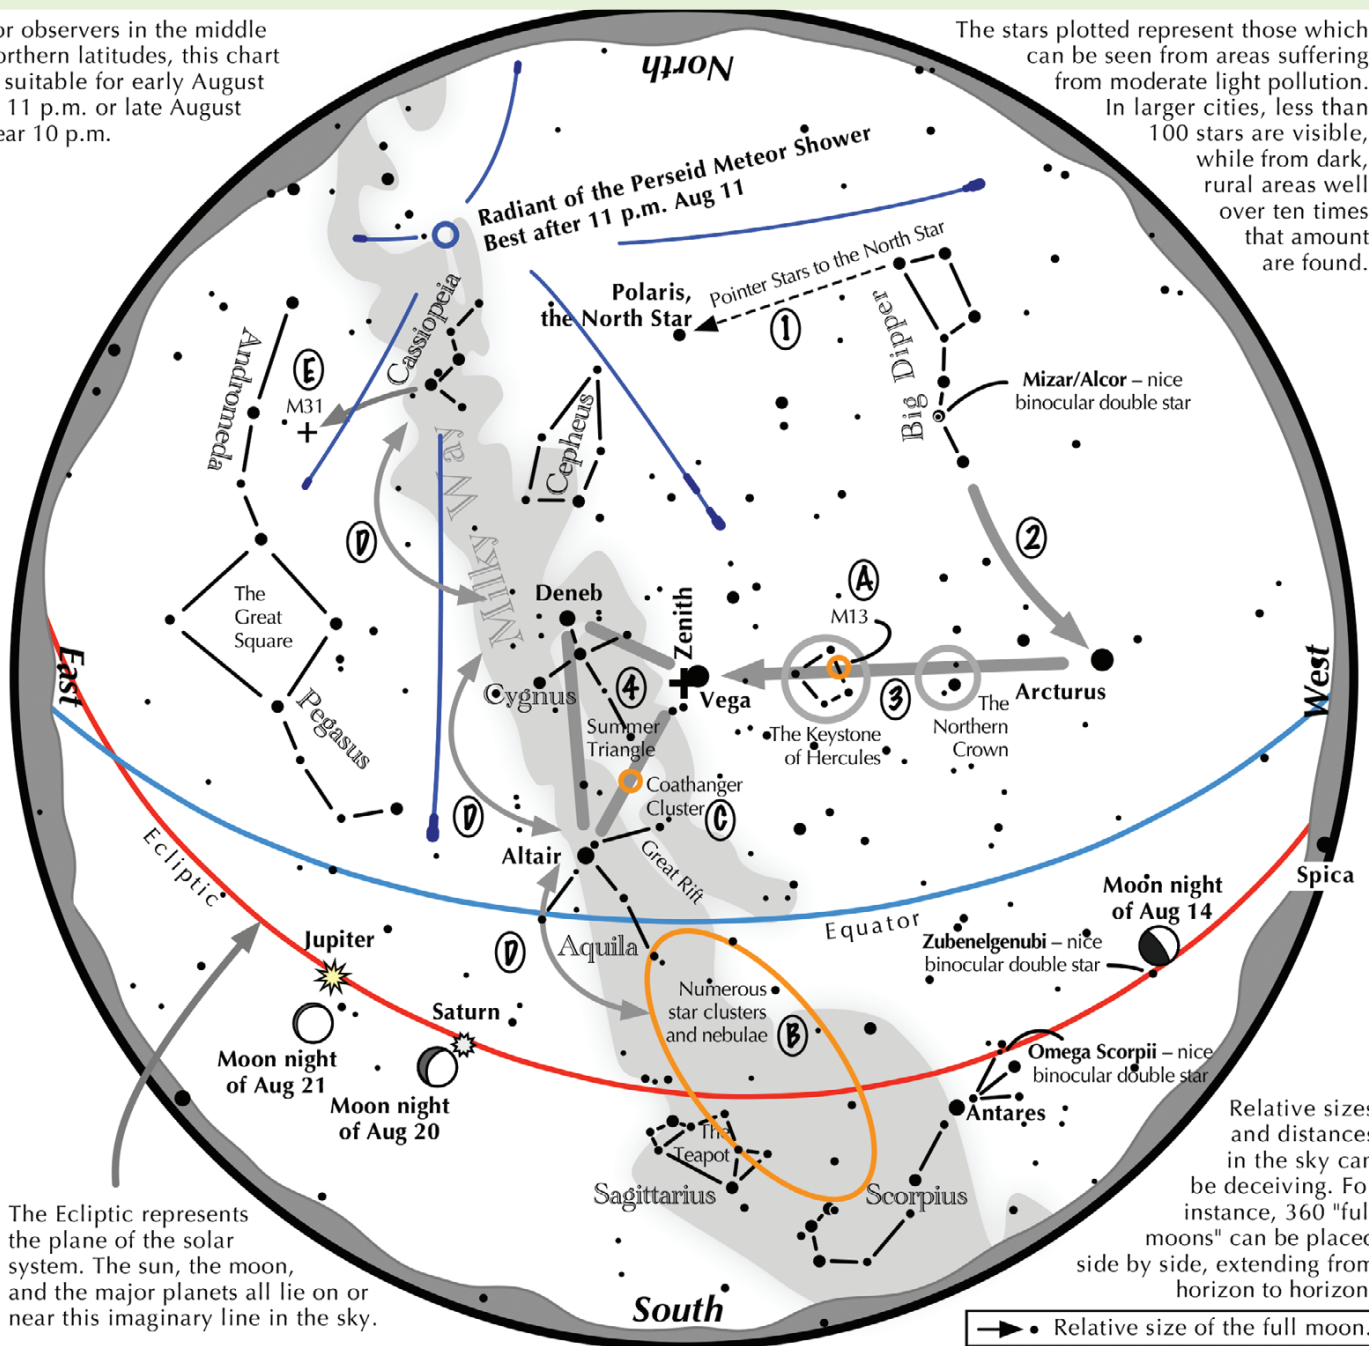 or observers in the middle
orthern latitudes, this chart
suitable for early August
11 p.m. or late August
ear 10 p.m.
The stars plotted represent those which
can be seen from areas suffering
from moderate light pollution.
In larger cities, less than
100 stars are visible,
while from dark,
rural areas well
over ten times
that amount
are found.
North
Radiant of the Perseid Meteor Shower
Best after 11 p.m. Aug 11
Pointer Stars to the North Star
Polaris,
the North Star
1
Big Dipper
Mizar/Alcor – nice
binocular double star
Cassiopeia
Andromeda
E
M31
Cepheus
Milky Way
D
2
A
M13
Deneb
Zenith
The
Great
Square
Cygnus
4
Vega
3
Arcturus
East
West
Pegasus
Summer
Triangle
The Keystone
of Hercules
The
Northern
Crown
Coathanger
Cluster
C
D
Altair
Great Rift
Ecliptic
Spica
Moon night
of Aug 14
Equator
Aquila
D
Zubenelgenubi – nice
binocular double star
Jupiter
Numerous
star clusters
and nebulae
B
Saturn
Moon night
of Aug 21
Omega Scorpii – nice
binocular double star
Moon night
of Aug 20
Antares
The
Teapot
Sagittarius
Scorpius
Relative sizes
and distances
in the sky can
be deceiving. Fo
instance, 360 "ful
moons" can be placed
side by side, extending from
horizon to horizon
The Ecliptic represents
the plane of the solar
system. The sun, the moon,
and the major planets all lie on or
near this imaginary line in the sky.
South
Relative size of the full moon.